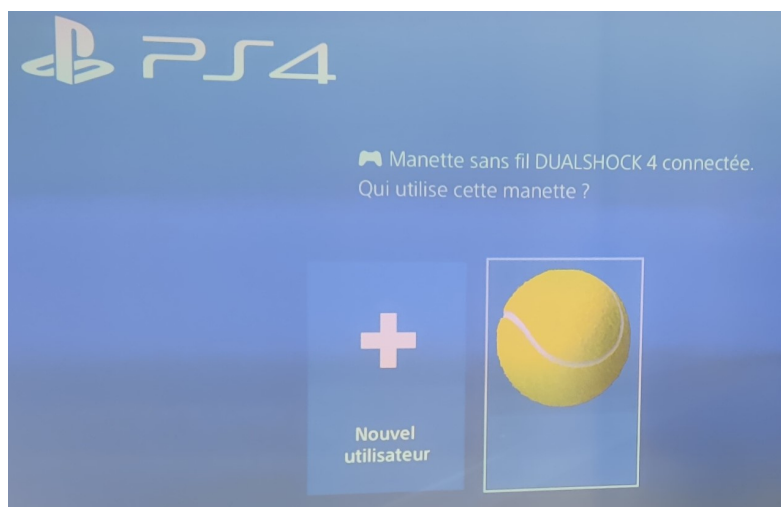 PS4
Manette sans fil DUALSHOCK 4 connectée.
Qui utilise cette manette ?
Nouvel
utilisateur